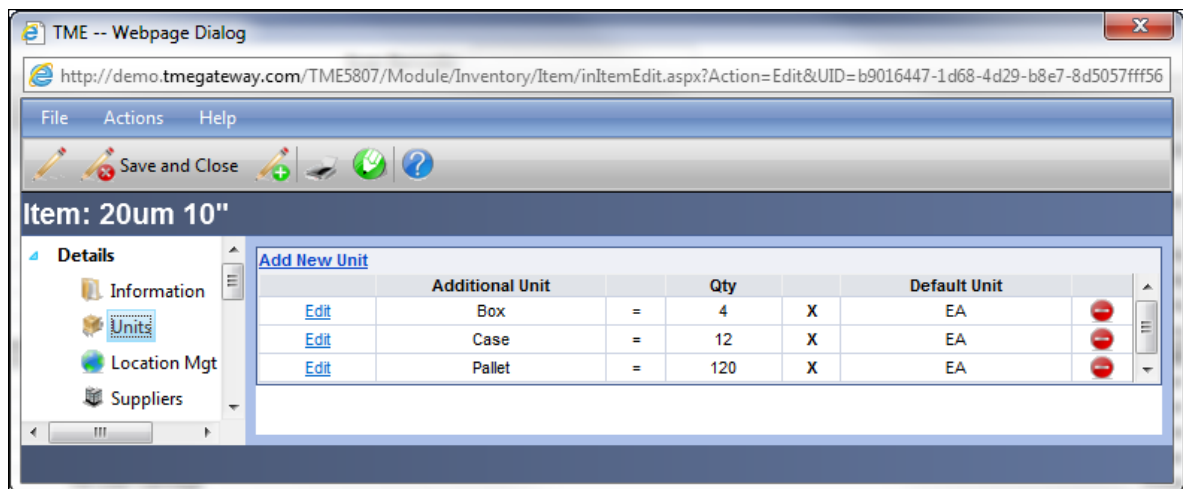 TME -- Webpage Dialog
http://demo.tmegateway.com/TME5807/Module/Inventory/Item/inItemEdit.aspx?Action=Edit&UID=b9016447-1d68-4d29-b8e7-8d5057fff56
File Actions Help
Save and Close
Item: 20um 10"
Details
Information
Units
Location Mgt
Suppliers
Add New Unit
Additional Unit Qty Default Unit
Edit Box = 4 X EA
Edit Case = 12 X EA
Edit Pallet = 120 X EA